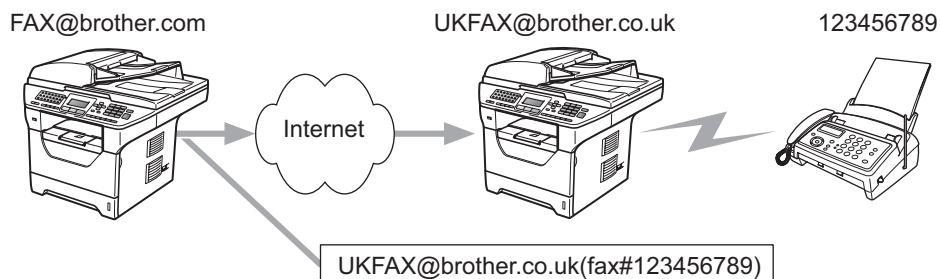 FAX@brother.com UKFAX@brother.co.uk 123456789
Internet
UKFAX@brother.co.uk(fax#123456789)